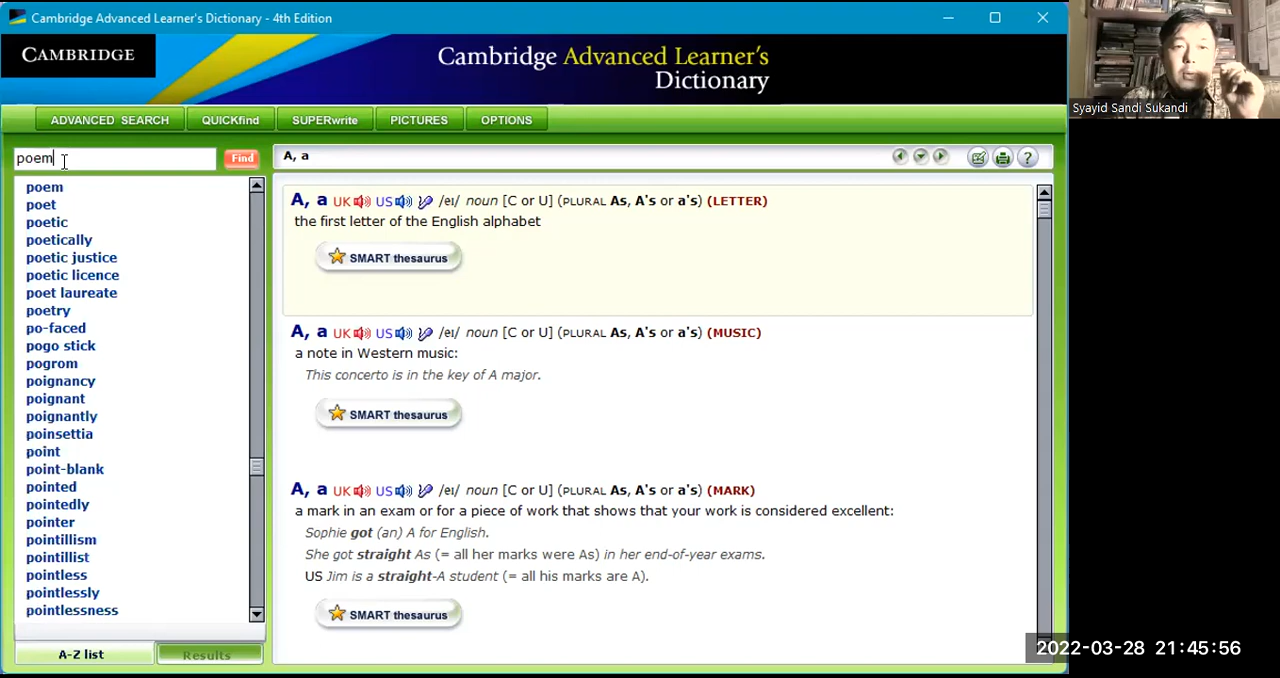 Cambridge Advanced Learner's Dictionary - 4th Edition
CAMBRIDGE
Cambridge Advanced Learner's
Dictionary
ADVANCED SEARCH
QUICKfind
SUPERwrite
PICTURES
OPTIONS
Syayid Sandi Sukandi
poem
Find
A, a
?
poem
poet
poetic
poetically
poetic justice
poetic licence
poet laureate
poetry
po-faced
pogo stick
pogrom
poignancy
poignant
poignantly
poinsettia
point
point-blank
pointed
pointedly
pointer
pointillism
pointillist
pointless
pointlessly
pointlessness
A-Z list
Results
A, a UK US /eɪ/ noun [C or U] (PLURAL As, A's or a's) (LETTER)
the first letter of the English alphabet
SMART thesaurus
A, a UK US /eɪ/ noun [C or U] (PLURAL As, A's or a's) (MUSIC)
a note in Western music:
This concerto is in the key of A major.
SMART thesaurus
A, a UK US /eɪ/ noun [C or U] (PLURAL As, A's or a's) (MARK)
a mark in an exam or for a piece of work that shows that your work is considered excellent:
Sophie got (an) A for English.
She got straight As (= all her marks were As) in her end-of-year exams.
US Jim is a straight-A student (= all his marks are A).
SMART thesaurus
2022-03-28 21:45:56